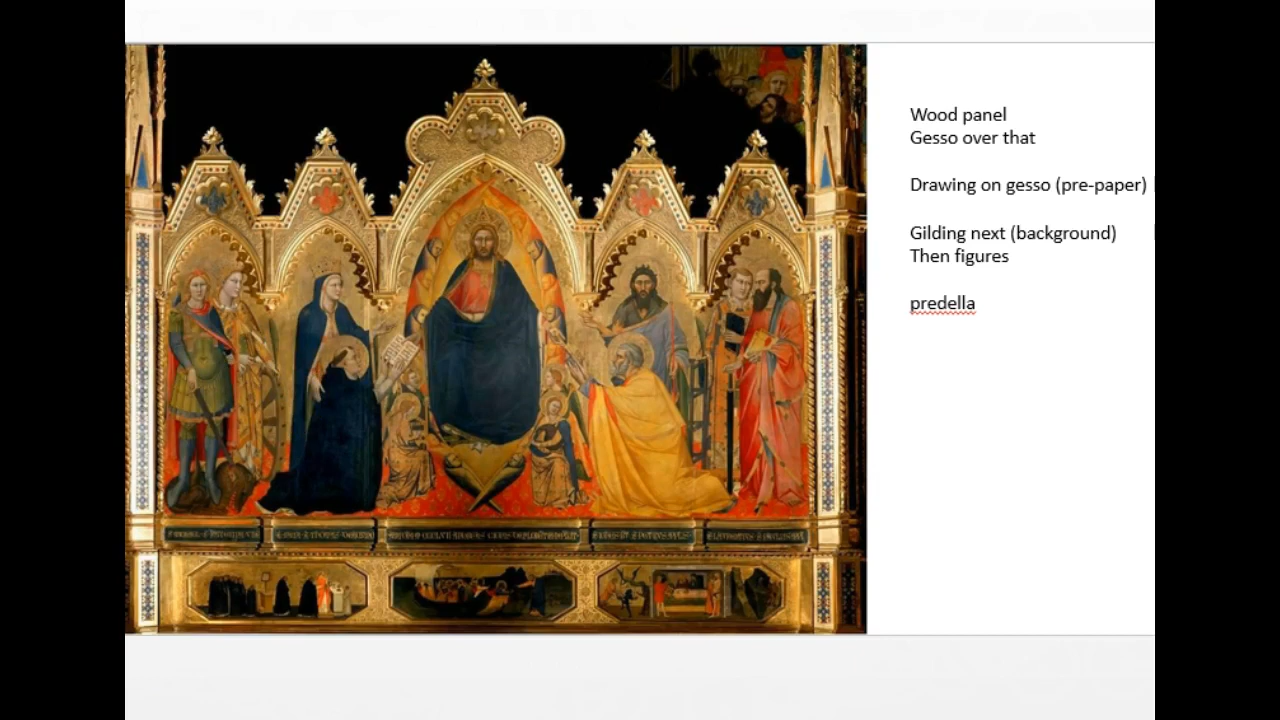 Wood panel
Gesso over that
Drawing on gesso (pre-paper)
Gilding next (background)
Then figures
predella